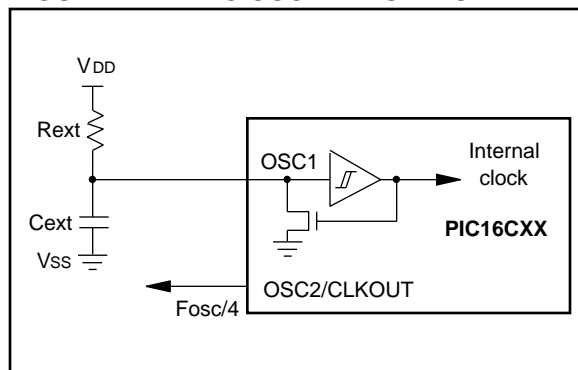 VDD
Rext
OSC1
Internal
clock
Cext
PIC16CXX
VSS
OSC2/CLKOUT
Fosc/4